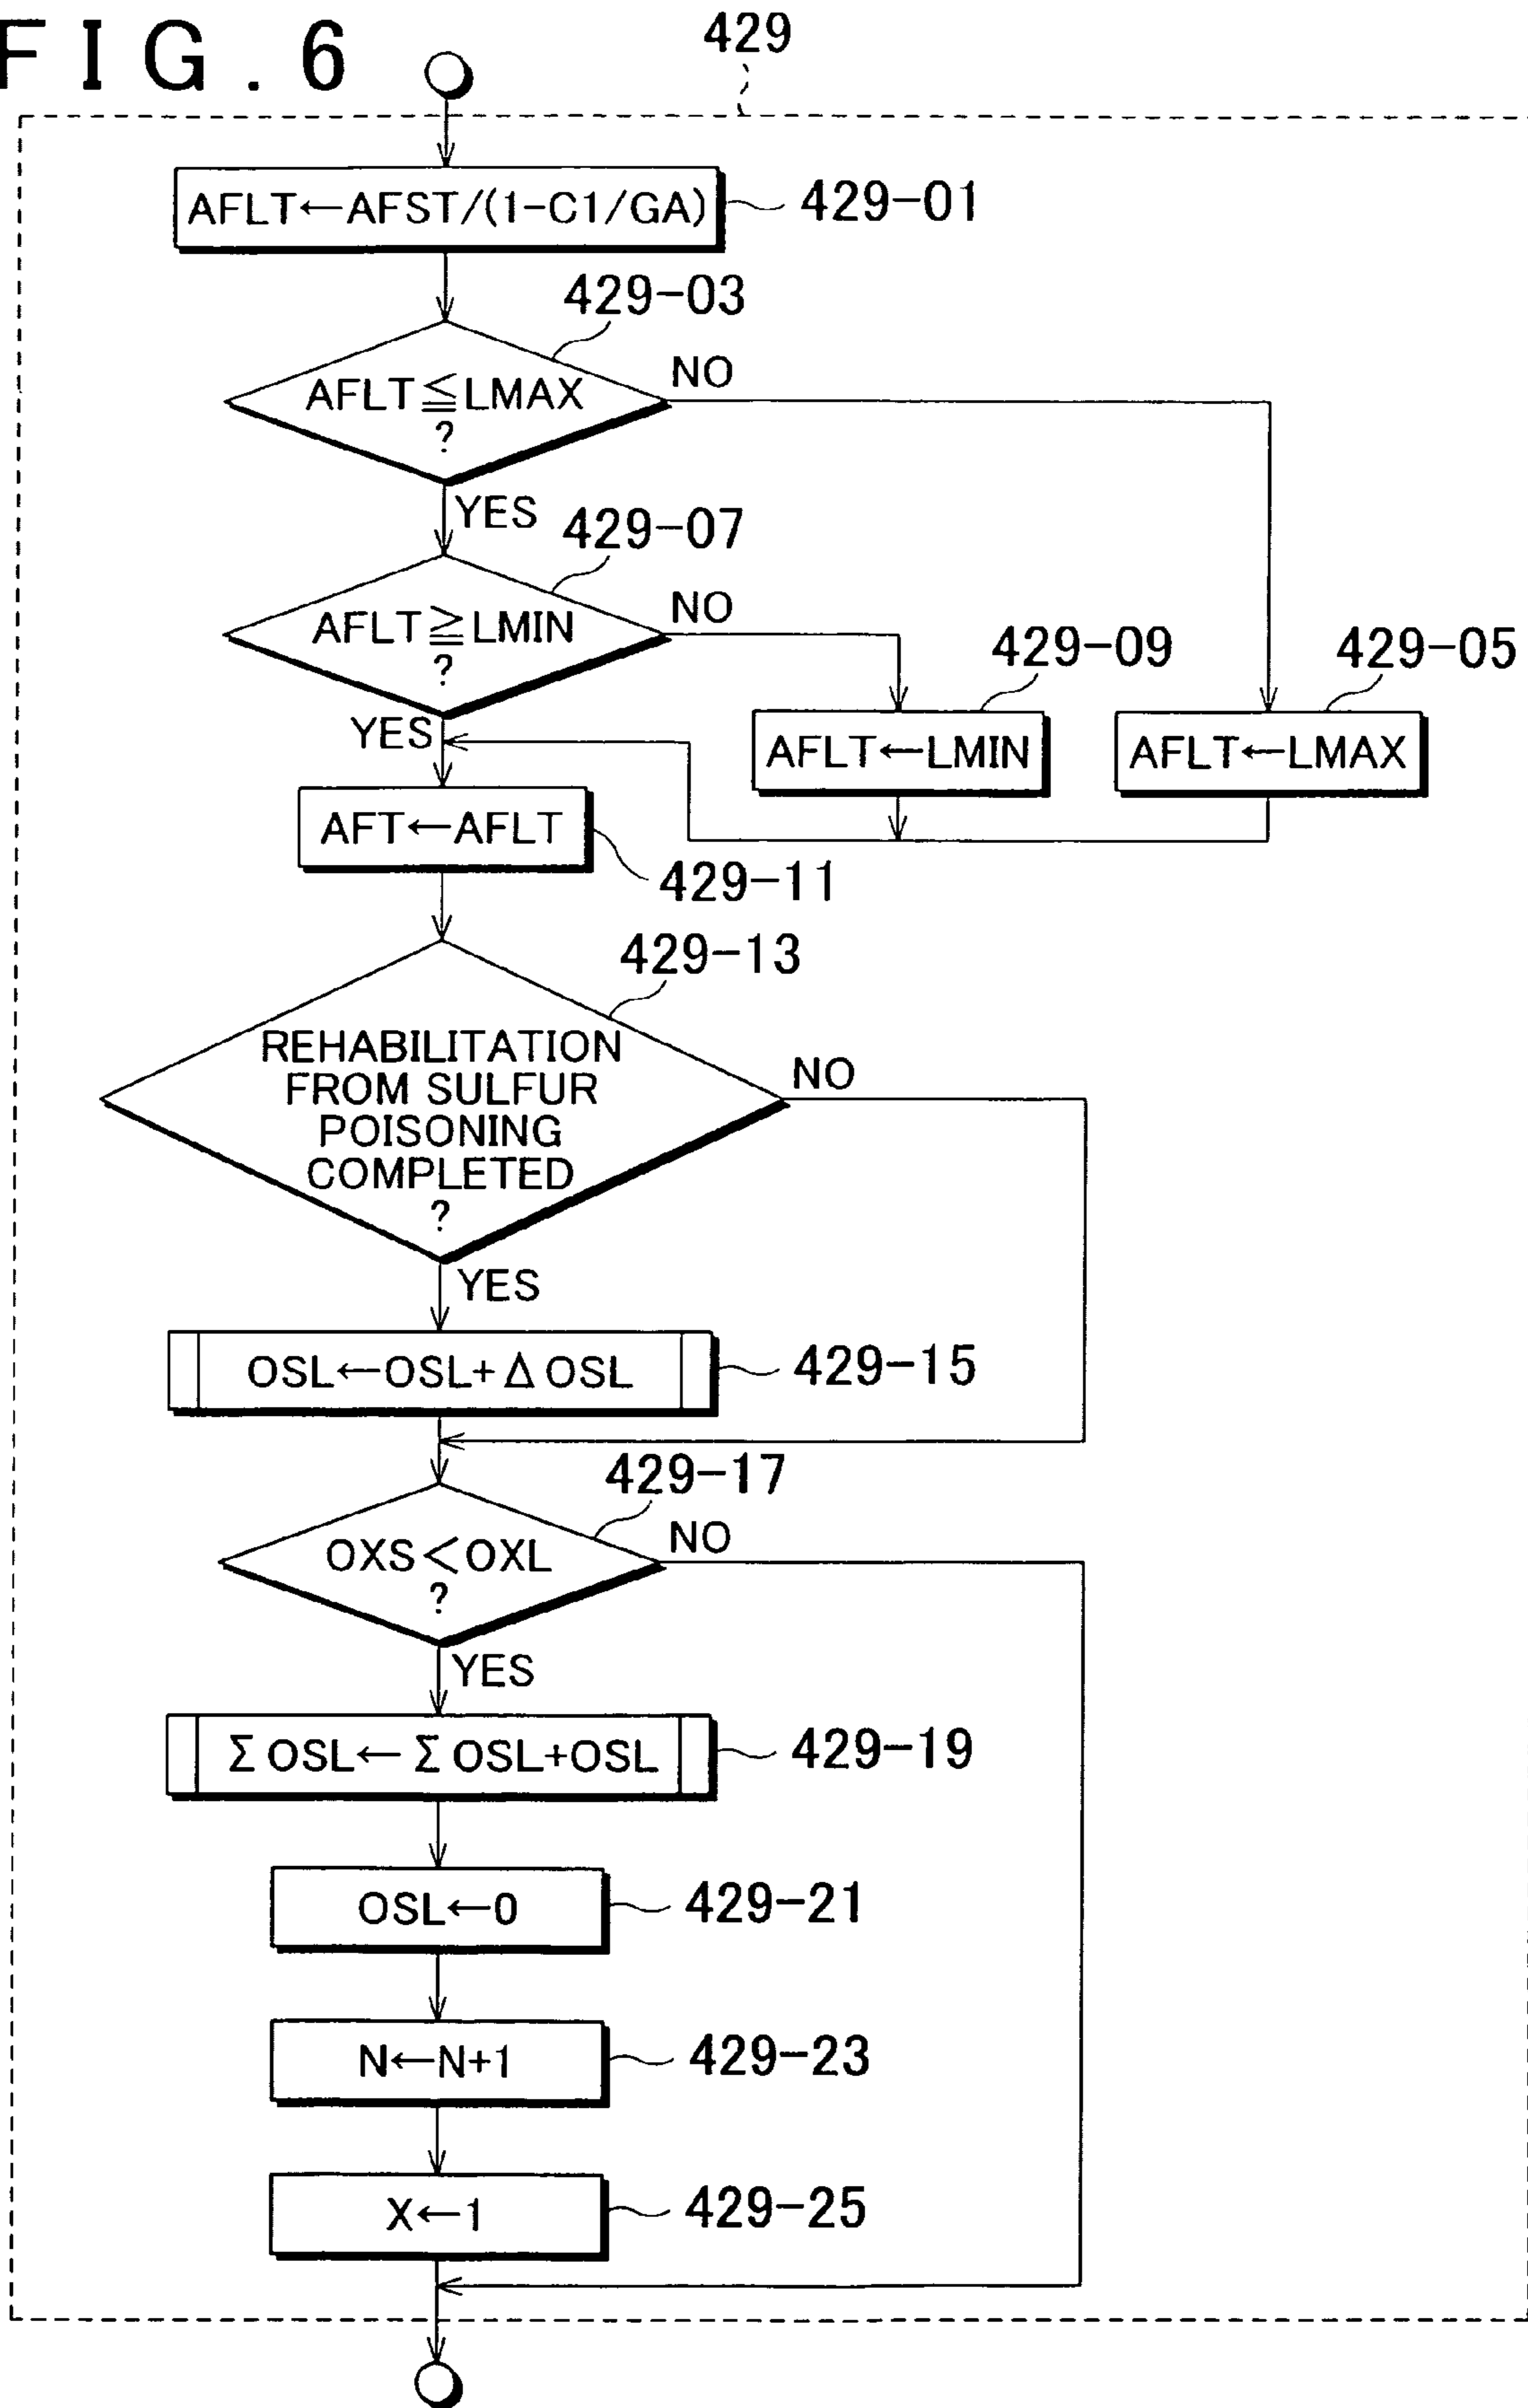 FIG. 6
429
AFLT←AFST/(1-C1/GA)
429-01
429-03
AFLT≦LMAX
?
NO
YES
429-07
AFLT≧LMIN
?
NO
YES
429-09
AFLT←LMIN
429-05
AFLT←LMAX
AFT←AFLT
429-11
429-13
REHABILITATION
FROM SULFUR
POISONING
COMPLETED
?
NO
YES
OSL←OSL+ΔOSL
429-15
429-17
OXS<OXL
?
NO
YES
ΣOSL←ΣOSL+OSL
429-19
OSL←0
429-21
N←N+1
429-23
X←1
429-25